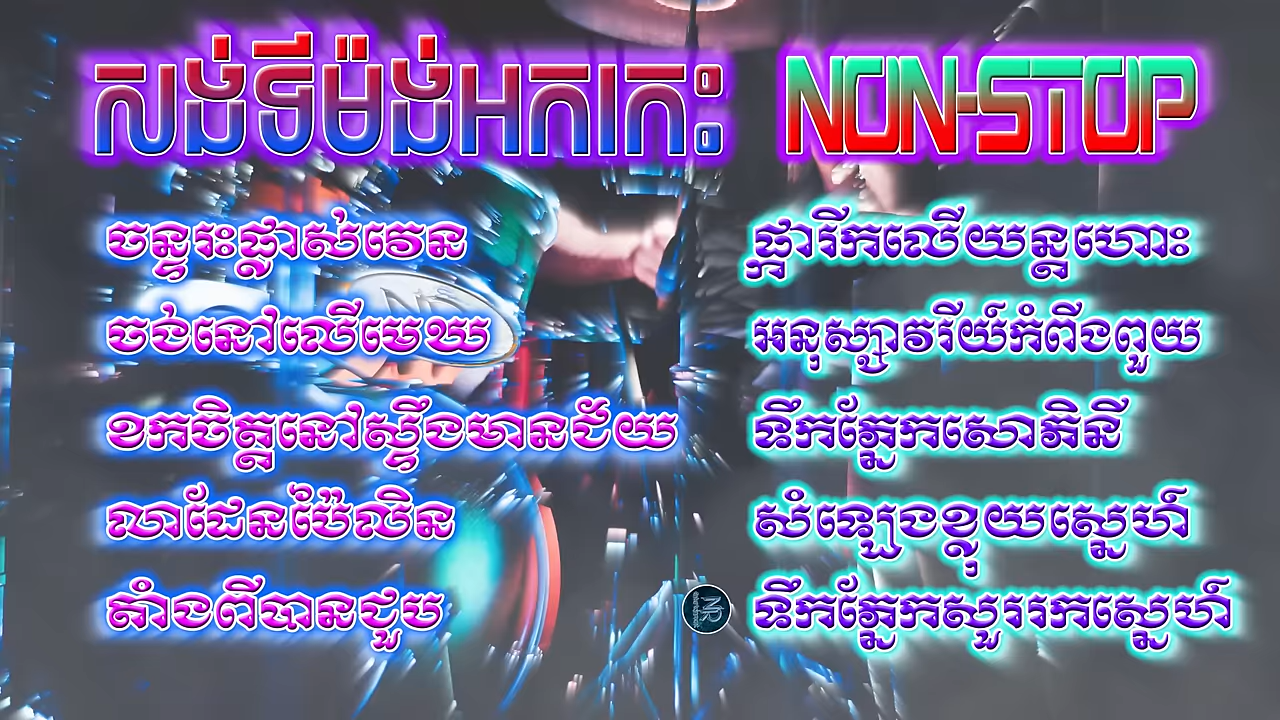 សង់ទីម៉ង់អកកេះ NON-STOP
ចន្ទរះផ្លាស់វេន
ចង់នៅលើមេឃ
ខកចិត្តនៅស្ទឹងមានជ័យ
លាដែនប៉ៃលិន
តាំងពីបានជួប
ផ្ការីកលើយន្តហោះ
អនុស្សាវរីយ៍កំពីងពួយ
ទឹកភ្នែកសោភិនី
សំឡេងខ្លុយស្នេហ៍
ទឹកភ្នែកសួររកស្នេហ៍
NR